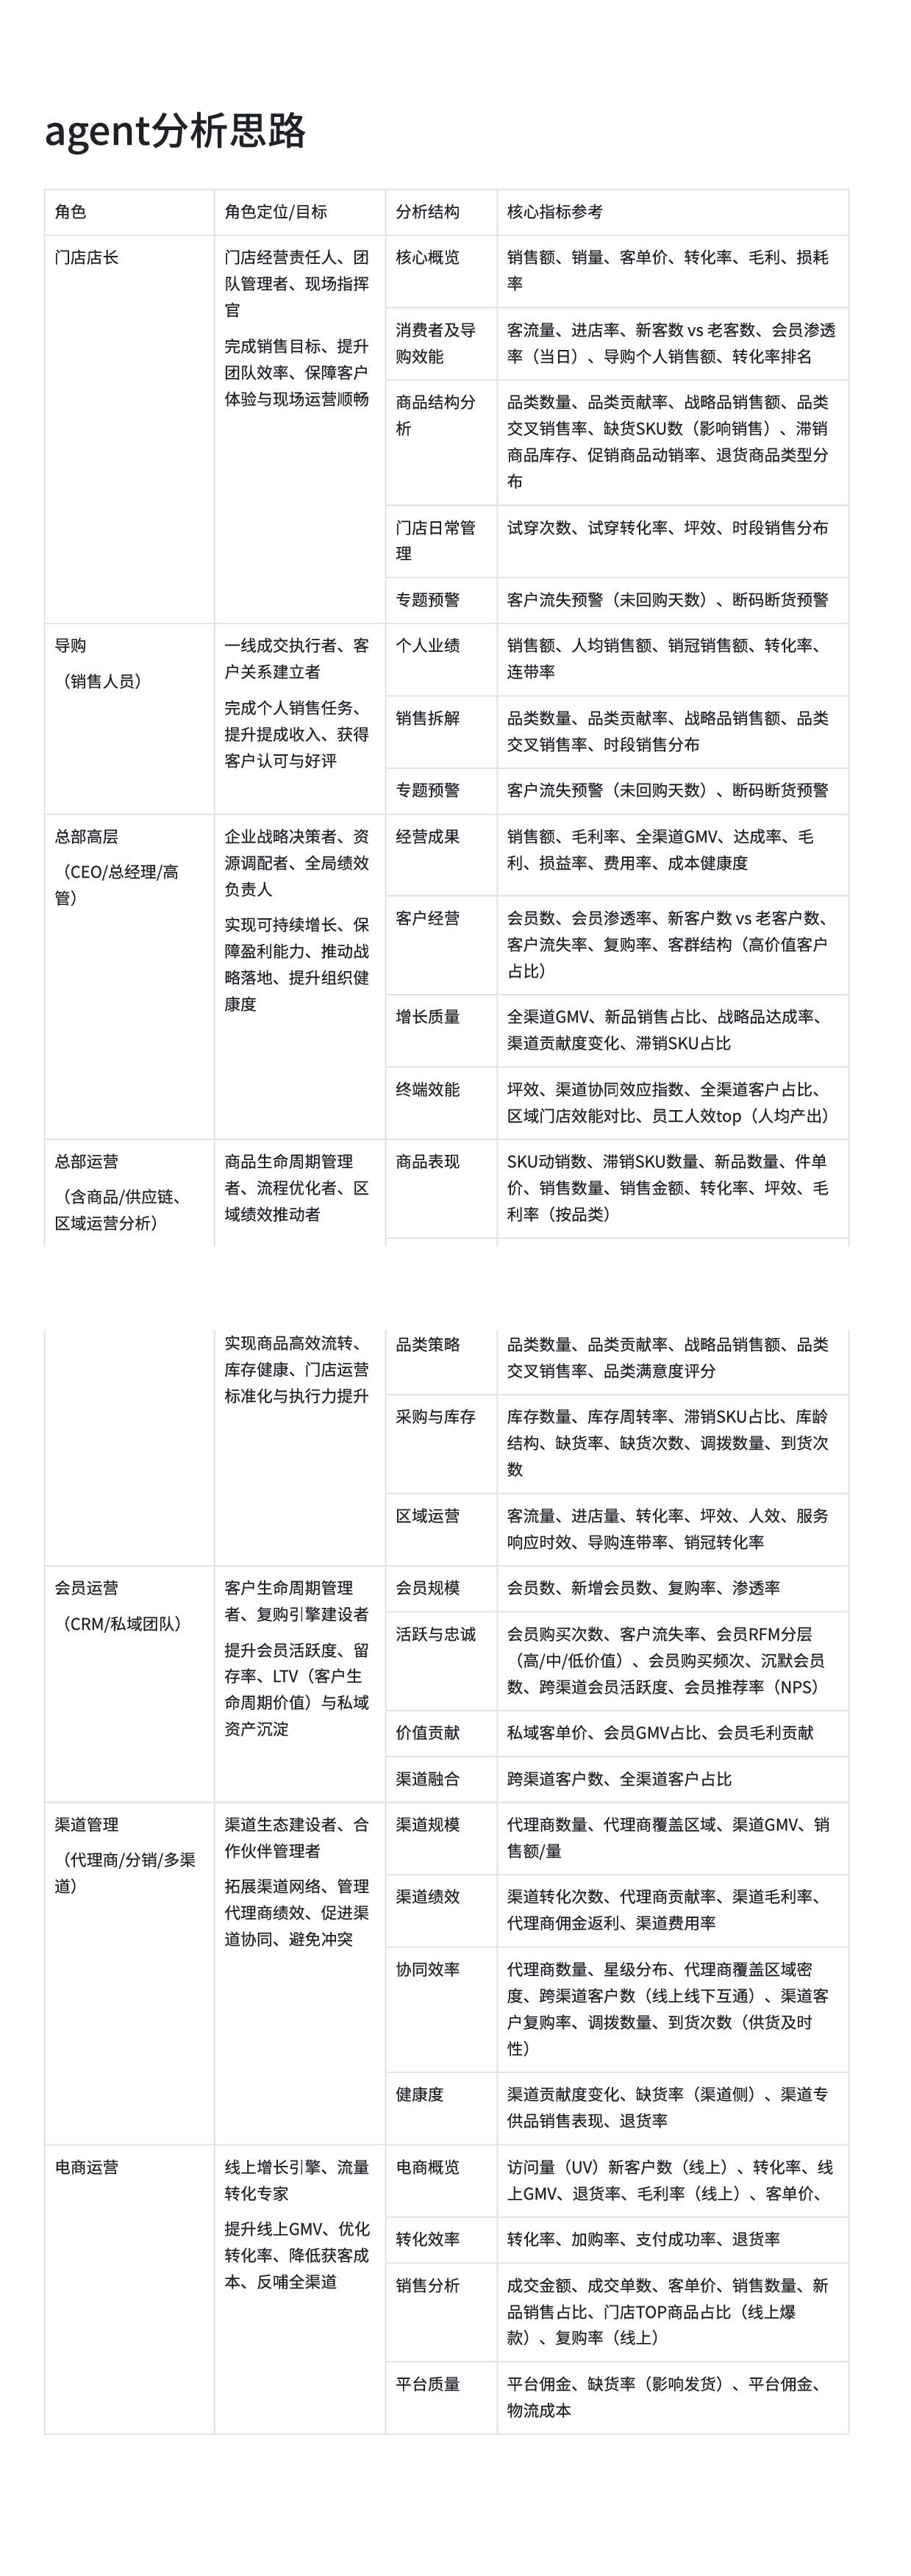 agent分析思路
角色
角色定位/目标
分析结构
核心指标参考
门店店长
门店经营责任人、团
队管理者、现场指挥
官
完成销售目标、提升
团队效率、保障客户
体验与现场运营顺畅
核心概览
销售额、销量、客单价、转化率、毛利、损耗
率
消费者及导
购效能
客流量、进店率、新客数 vs 老客数、会员渗透
率（当日）、导购个人销售额、转化率排名
商品结构分
析
品类数量、品类贡献率、战略品销售额、品类
交叉销售率、缺货SKU数（影响销售）、滞销
商品库存、促销商品动销率、退货商品类型分
布
门店日常管
理
试穿次数、试穿转化率、坪效、时段销售分布
专题预警
客户流失预警（未回购天数）、断码断货预警
导购
（销售人员）
一线成交执行者、客
户关系建立者
完成个人销售任务、
提升提成收入、获得
客户认可与好评
个人业绩
销售额、人均销售额、销冠销售额、转化率、
连带率
销售拆解
品类数量、品类贡献率、战略品销售额、品类
交叉销售率、时段销售分布
专题预警
客户流失预警（未回购天数）、断码断货预警
总部高层
（CEO/总经理/高
管）
企业战略决策者、资
源调配者、全局绩效
负责人
实现可持续增长、保
障盈利能力、推动战
略落地、提升组织健
康度
经营成果
销售额、毛利率、全渠道GMV、达成率、毛
利、损益率、费用率、成本健康度
客户经营
会员数、会员渗透率、新客户数 vs 老客户数、
客户流失率、复购率、客群结构（高价值客户
占比）
增长质量
全渠道GMV、新品销售占比、战略品达成率、
渠道贡献度变化、滞销SKU占比
终端效能
坪效、渠道协同效应指数、全渠道客户占比、
区域门店效能对比、员工人效top（人均产出）
总部运营
（含商品/供应链、
区域运营分析）
商品生命周期管理
者、流程优化者、区
域绩效推动者
商品表现
SKU动销数、滞销SKU数量、新品数量、件单
价、销售数量、销售金额、转化率、坪效、毛
利率（按品类）
实现商品高效流转、
库存健康、门店运营
标准化与执行力提升
品类策略
品类数量、品类贡献率、战略品销售额、品类
交叉销售率、品类满意度评分
采购与库存
库存数量、库存周转率、滞销SKU占比、库龄
结构、缺货率、缺货次数、调拨数量、到货次
数
区域运营
客流量、进店量、转化率、坪效、人效、服务
响应时效、导购连带率、销冠转化率
会员运营
（CRM/私域团队）
客户生命周期管理
者、复购引擎建设者
提升会员活跃度、留
存率、LTV（客户生
命周期价值）与私域
资产沉淀
会员规模
会员数、新增会员数、复购率、渗透率
活跃与忠诚
会员购买次数、客户流失率、会员RFM分层
（高/中/低价值）、会员购买频次、沉默会员
数、跨渠道会员活跃度、会员推荐率（NPS）
价值贡献
私域客单价、会员GMV占比、会员毛利贡献
渠道融合
跨渠道客户数、全渠道客户占比
渠道管理
（代理商/分销/多渠
道）
渠道生态建设者、合
作伙伴管理者
拓展渠道网络、管理
代理商绩效、促进渠
道协同、避免冲突
渠道规模
代理商数量、代理商覆盖区域、渠道GMV、销
售额/量
渠道绩效
渠道转化次数、代理商贡献率、渠道毛利率、
代理商佣金返利、渠道费用率
协同效率
代理商数量、星级分布、代理商覆盖区域密
度、跨渠道客户数（线上线下互通）、渠道客
户复购率、调拨数量、到货次数（供货及时
性）
健康度
渠道贡献度变化、缺货率（渠道侧）、渠道专
供品销售表现、退货率
电商运营
线上增长引擎、流量
转化专家
提升线上GMV、优化
转化率、降低获客成
本、反哺全渠道
电商概览
访问量（UV）新客户数（线上）、转化率、线
上GMV、退货率、毛利率（线上）、客单价、
转化效率
转化率、加购率、支付成功率、退货率
销售分析
成交金额、成交单数、客单价、销售数量、新
品销售占比、门店TOP商品占比（线上爆
款）、复购率（线上）
平台质量
平台佣金、缺货率（影响发货）、平台佣金、
物流成本